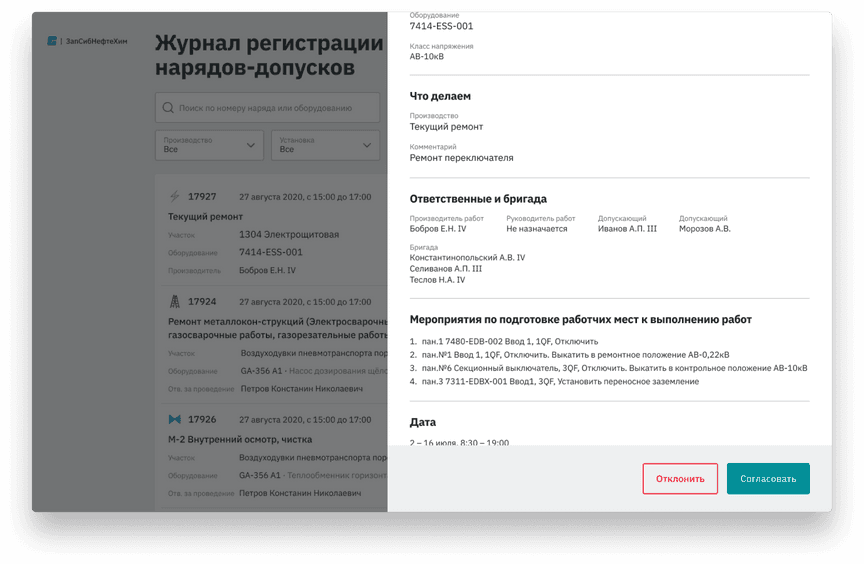 ЗапСибНефтеХим
Журнал регистрации
нарядов-допусков
Поиск по номеру наряда или оборудованию
Производство
Все
Установка
Все
17927 27 августа 2020, с 15:00 до 17:00
Текущий ремонт
Участок 1304 Электрощитовая
Оборудование 7414-ESS-001
Производитель Бобров Е.Н. IV
17924 27 августа 2020, с 15:00 до 17:00
Ремонт металлокон-струкций (Электросварочнь
газосварочные работы, газорезательные работь
Участок Воздуходувки пневмотранспорта пор
Оборудование GA-356 A1 - Насос дозирования щёло
Отв. за проведение Петров Констанин Николаевич
17926 27 августа 2020, с 15:00 до 17:00
М-2 Внутренний осмотр, чистка
Участок Воздуходувки пневмотранспорта пор
Оборудование GA-356 A1 - Теплообменник горизонт
Отв. за проведение Петров Констанин Николаевич
Оборудование
7414-ESS-001
Класс напряжения
АВ-10кВ
Что делаем
Производство
Текущий ремонт
Комментарий
Ремонт переключателя
Ответственные и бригада
Производитель работ Руководитель работ Допускающий Допускающий
Бобров Е.Н. IV Не назначается Иванов А.П. III Морозов А.В.
Бригада
Константинопольский А.В. IV
Селиванов А.П. III
Теслов Н.А. IV
Мероприятия по подготовке работчих мест к выполнению работ
1. пан.1 7480-EDB-002 Ввод 1, 1QF, Отключить
2. пан.№1 Ввод 1, 1QF, Отключить. Выкатить в ремонтное положение АВ-0,22кВ
3. пан.№6 Секционный выключатель, 3QF, Отключить. Выкатить в контрольное положение АВ-10кВ
4. пан.3 7311-EDBX-001 Ввод1, 3QF, Установить переносное заземление
Дата
2 – 16 июля, 8:30 – 19:00
Отклонить Согласовать